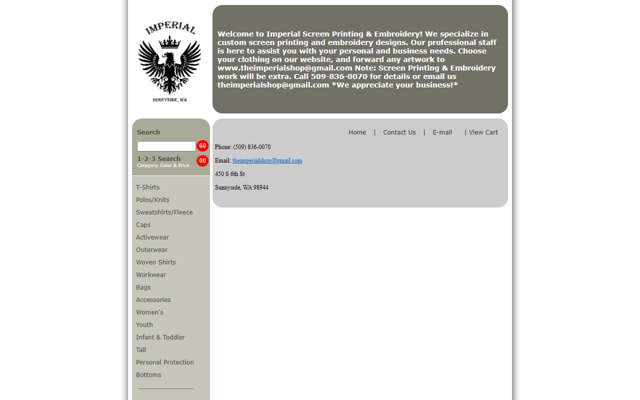 IMPERIAL
SUNNYSIDE, WA
Welcome to Imperial Screen Printing & Embroidery! We specialize in
custom screen printing and embroidery designs. Our professional staff
is here to assist you with your personal and business needs. Choose
your clothing on our website, and forward any artwork to
www.theimperialshop@gmail.com Note: Screen Printing & Embroidery
work will be extra. Call 509-836-0070 for details or email us
theimperialshop@gmail.com *We appreciate your business!*
Home | Contact Us | E-mail | View Cart
Search
GO
1-2-3 Search
Category, Color & Price
GO
Phone: (509) 836-0070
Email: theimperialshop@gmail.com
450 S 6th St
Sunnyside, WA 98944
T-Shirts
Polos/Knits
Sweatshirts/Fleece
Caps
Activewear
Outerwear
Woven Shirts
Workwear
Bags
Accessories
Women's
Youth
Infant & Toddler
Tall
Personal Protection
Bottoms